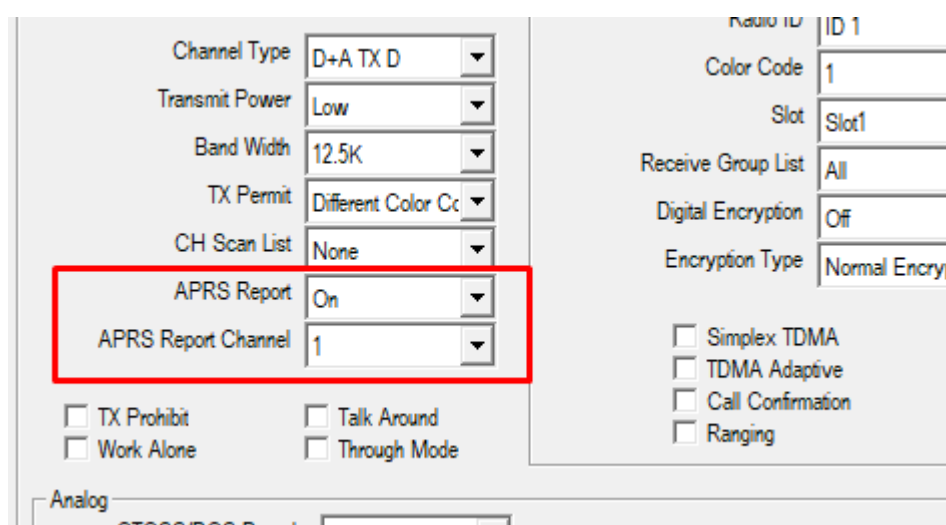 Channel Type D+A TX D
Transmit Power Low
Band Width 12.5K
TX Permit Different Color Cc
CH Scan List None
APRS Report On
APRS Report Channel 1
TX Prohibit Talk Around
Work Alone Through Mode
Radio ID ID 1
Color Code 1
Slot Slot1
Receive Group List All
Digital Encryption Off
Encryption Type Normal Encryp
Simplex TDMA
TDMA Adaptive
Call Confirmation
Ranging
Analog